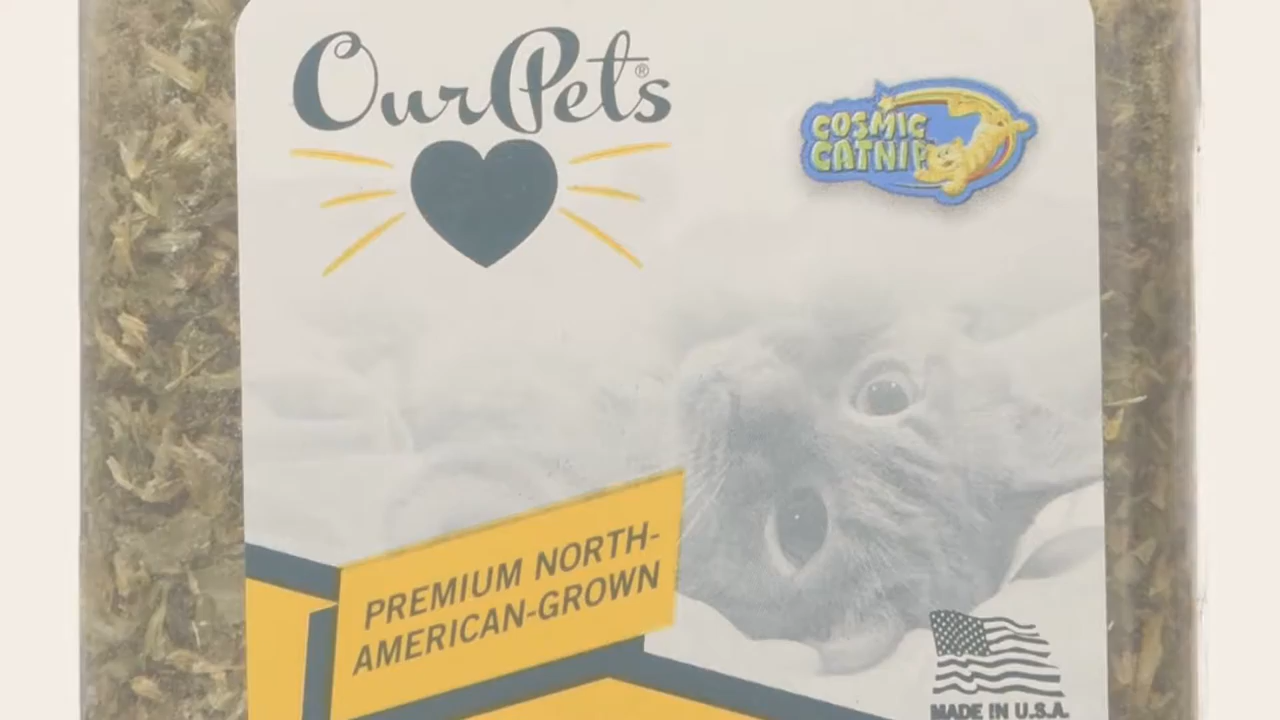 OurPets®
COSMIC
CATNIP
PREMIUM NORTH-
AMERICAN-GROWN
MADE IN U.S.A.